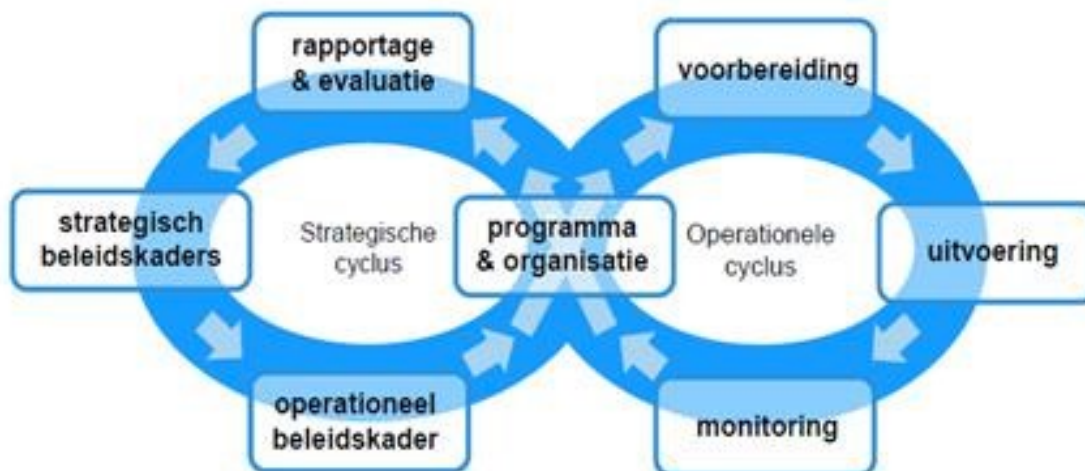 rapportage
& evaluatie
voorbereiding
strategisch
beleidskaders
Strategische
cyclus
programma
& organisatie
Operationele
cyclus
uitvoering
operationeel
beleidskader
monitoring